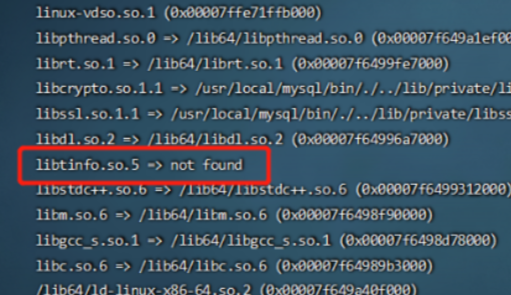 linux-vdso.so.1 (0x00007ffe71ffb000)
libpthread.so.0 => /lib64/libpthread.so.0 (0x00007f649a1ef00
librt.so.1 => /lib64/librt.so.1 (0x00007f6499fe7000)
libcrypto.so.1.1 => /usr/local/mysql/bin/./../lib/private/li
libssl.so.1.1 => /usr/local/mysql/bin/./../lib/private/libss
libdl.so.2 => /lib64/libdl.so.2 (0x00007f64996a7000)
libtinfo.so.5 => not found
libstdc++.so.6 => /lib64/libstdc++.so.6 (0x00007f6499312000)
libm.so.6 => /lib64/libm.so.6 (0x00007f6498f90000)
libgcc_s.so.1 => /lib64/libgcc_s.so.1 (0x00007f6498d78000)
libc.so.6 => /lib64/libc.so.6 (0x00007f64989b3000)
/lib64/ld-linux-x86-64.so.2 (0x00007f649a40f000)